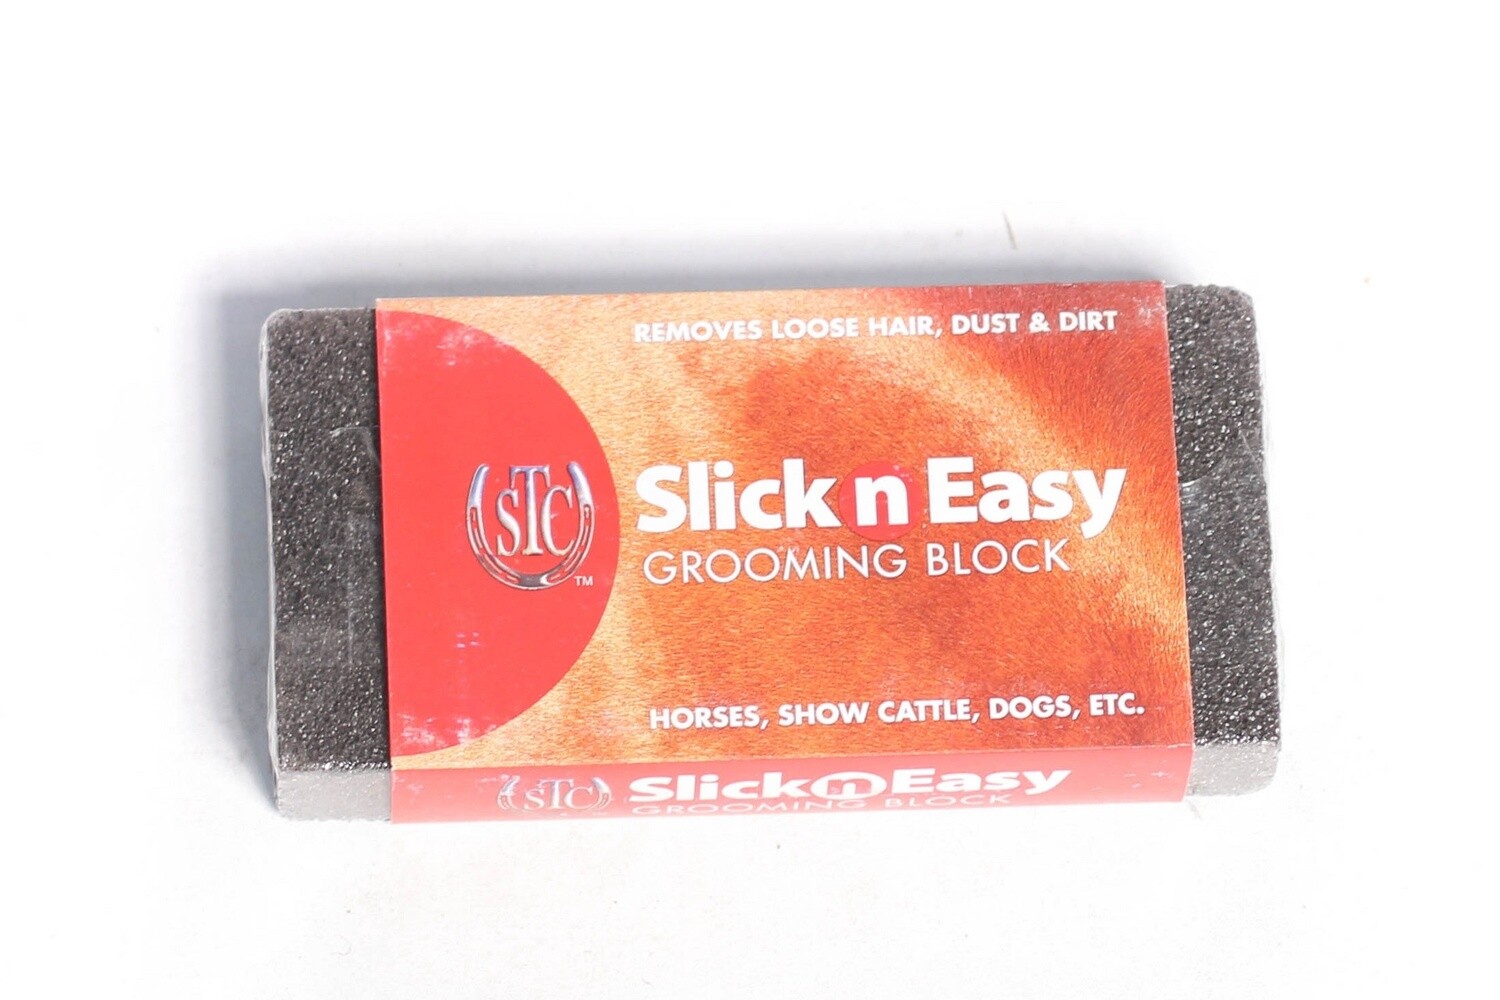 REMOVES LOOSE HAIR, DUST & DIRT
STC
TM
Slick n Easy
GROOMING BLOCK
HORSES, SHOW CATTLE, DOGS, ETC.
STC
Slick n Easy
GROOMING BLOCK